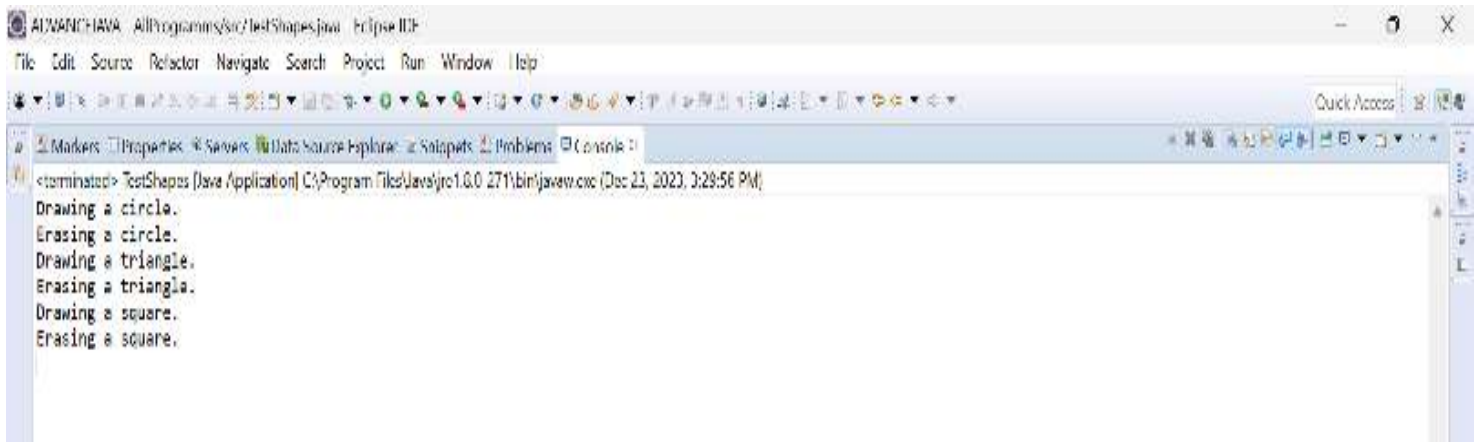 ADVANCEJAVA AllProgramms/src/TestShapes.java Eclipse IDE
File Edit Source Refactor Navigate Search Project Run Window Help
Quick Access
Markers Properties Servers Data Source Explorer Snippets Problems Console
<terminated> TestShapes [Java Application] C:\Program Files\Java\jre1.8.0_271\bin\javaw.exe (Dec 23, 2023, 3:29:56 PM)
Drawing a circle.
Erasing a circle.
Drawing a triangle.
Erasing a triangle.
Drawing a square.
Erasing a square.